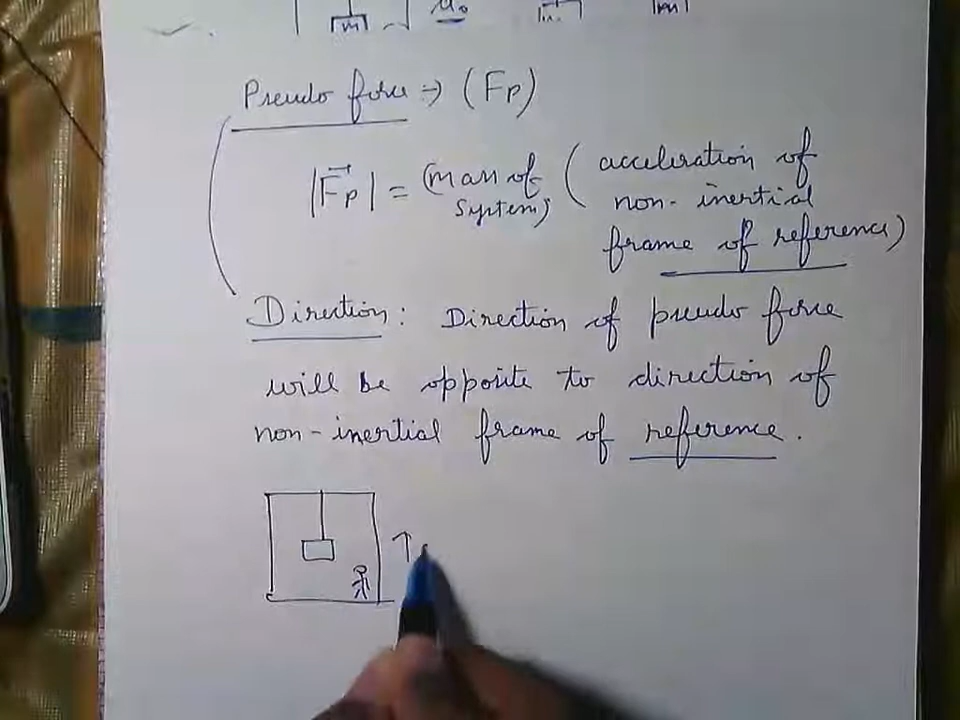 m μ₀ m m
Pseudo force ⇒ (Fp)
|F⃗p| = (mass of system) (acceleration of
non-inertial
frame of reference)
Direction: Direction of pseudo force
will be opposite to direction of
non-inertial frame of reference.
↑